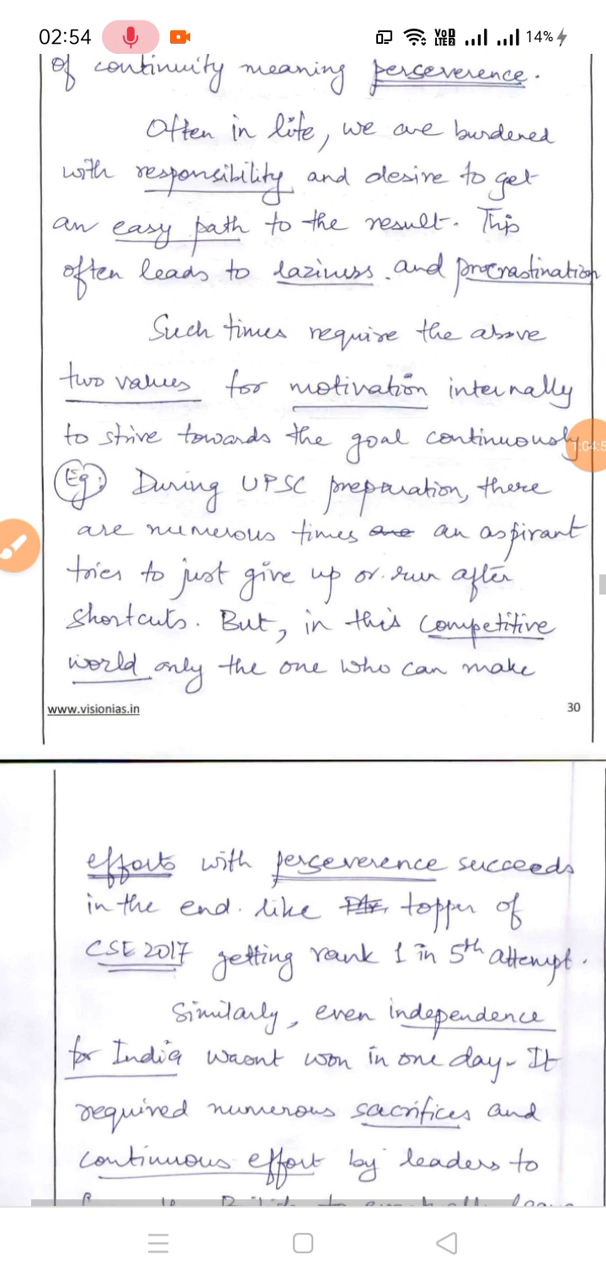 02:54 14%
of continuity meaning perseverence.
Often in life, we are burdened
with responsibility and desire to get
an easy path to the result. This
often leads to laziness. and procrastination
Such times require the above
two values for motivation internally
to strive towards the goal continuously
1:04:5
Eg. During UPSC preparation, there
are numerous times are an aspirant
tries to just give up or run after
shortcuts. But, in this competitive
world only the one who can make
www.visionias.in 30
efforts with perseverence succeeds
in the end. like topper of
CSE 2017 getting rank 1 in 5th attempt.
Similarly, even independence
for India wasnt won in one day. It
required numerous sacrifices and
continuous effort by leaders to